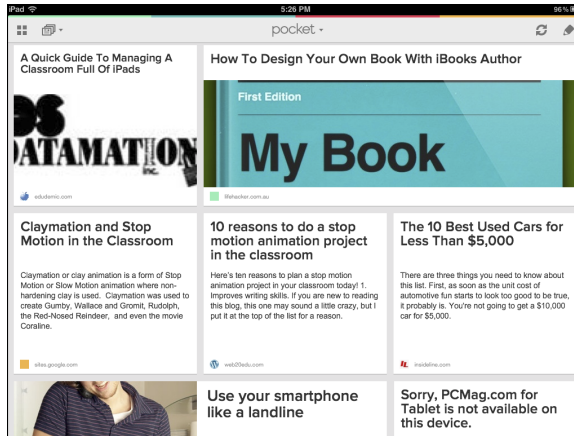 iPad 5:26 PM 96%
pocket
A Quick Guide To Managing A
Classroom Full Of iPads
DATAMATION
inc.
edudemic.com
How To Design Your Own Book With iBooks Author
First Edition
My Book
lifehacker.com.au
Claymation and Stop
Motion in the Classroom
Claymation or clay animation is a form of Stop
Motion or Slow Motion animation where non-
hardening clay is used. Claymation was used to
create Gumby, Wallace and Gromit, Rudolph,
the Red-Nosed Reindeer, and even the movie
Coraline.
sites.google.com
10 reasons to do a stop
motion animation project
in the classroom
Here's ten reasons to plan a stop motion
animation project in your classroom today! 1.
Improves writing skills. If you are new to reading
this blog, this one may sound a little crazy, but I
put it at the top of the list for a reason.
web20edu.com
The 10 Best Used Cars for
Less Than $5,000
There are three things you need to know about
this list. First, as soon as the unit cost of
automotive fun starts to look too good to be true,
it probably is. You're not going to get a $10,000
car for $5,000.
IL insideline.com
Use your smartphone
like a landline
Sorry, PCMag.com for
Tablet is not available on
this device.